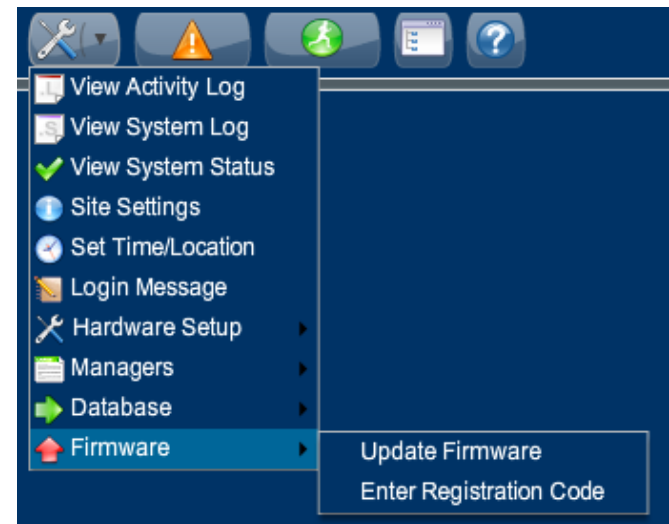 View Activity Log
View System Log
View System Status
Site Settings
Set Time/Location
Login Message
Hardware Setup
Managers
Database
Firmware
Update Firmware
Enter Registration Code